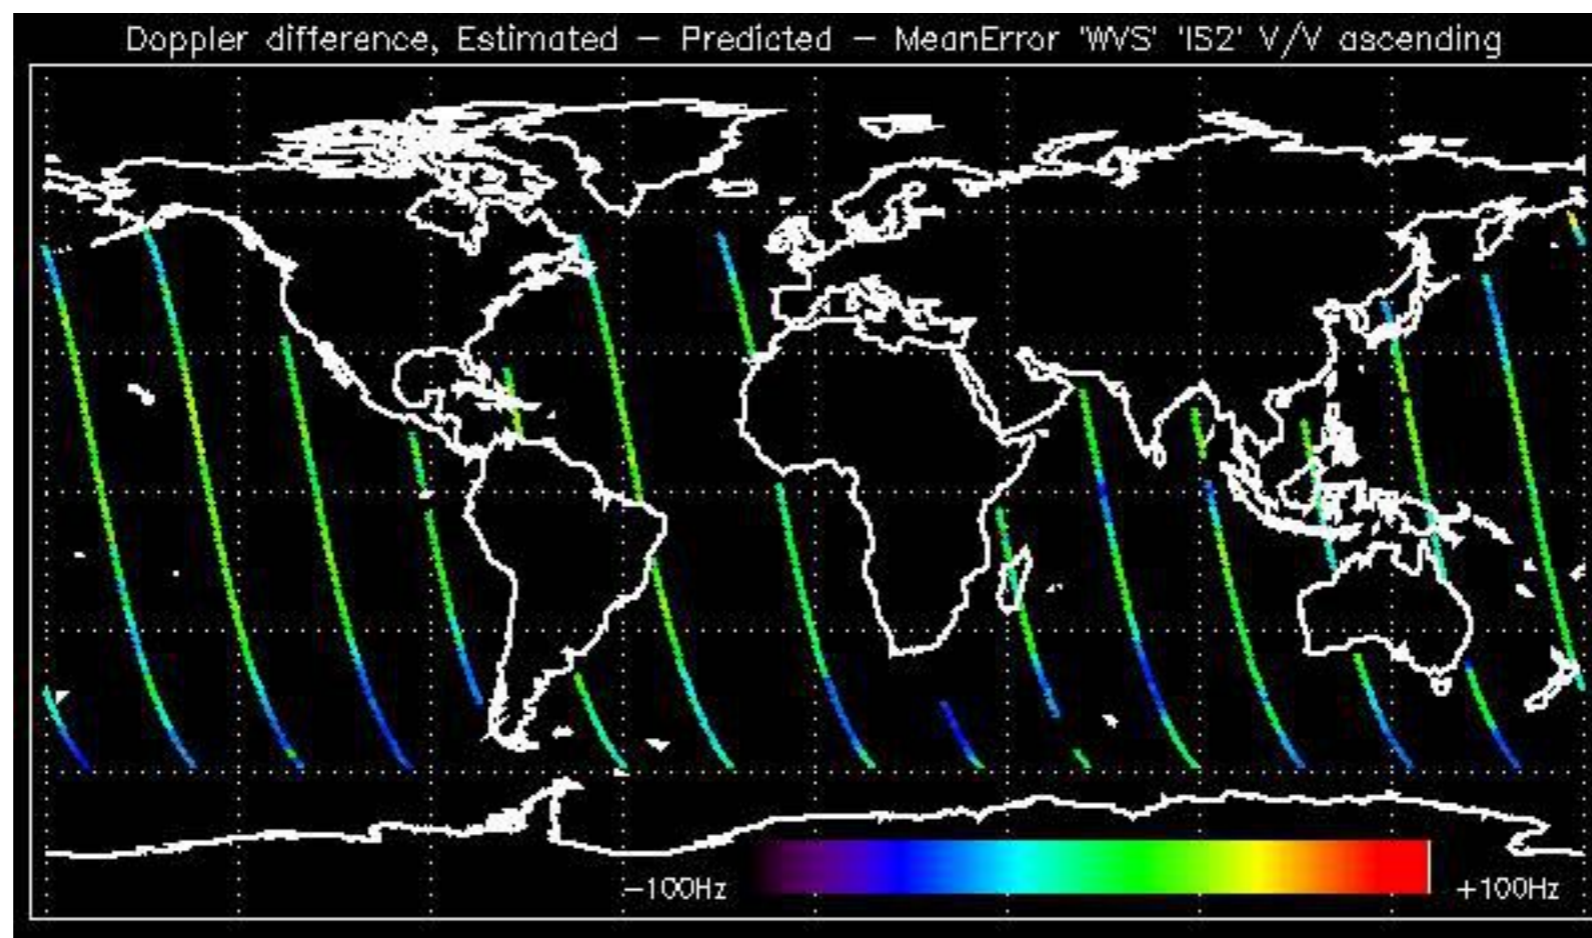 Doppler difference, Estimated – Predicted – MeanError 'WVS' 'IS2' V/V ascending
-100Hz +100Hz